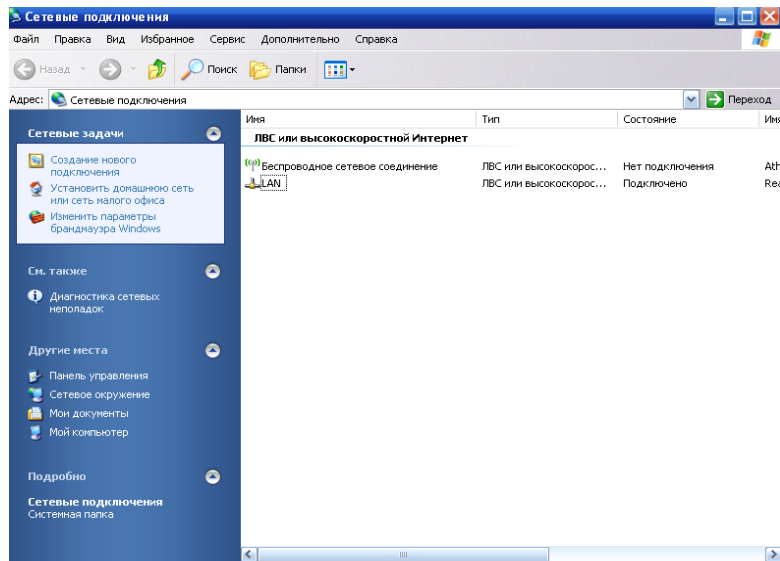 Сетевые подключения
Файл Правка Вид Избранное Сервис Дополнительно Справка
Назад Поиск Папки
Адрес: Сетевые подключения Переход
Имя Тип Состояние Имя
ЛВС или высокоскоростной Интернет
Беспроводное сетевое соединение ЛВС или высокоскорос... Нет подключения Ath
LAN ЛВС или высокоскорос... Подключено Rea
Сетевые задачи
Создание нового
подключения
Установить домашнюю сеть
или сеть малого офиса
Изменить параметры
брандмауэра Windows
См. также
Диагностика сетевых
неполадок
Другие места
Панель управления
Сетевое окружение
Мои документы
Мой компьютер
Подробно
Сетевые подключения
Системная папка